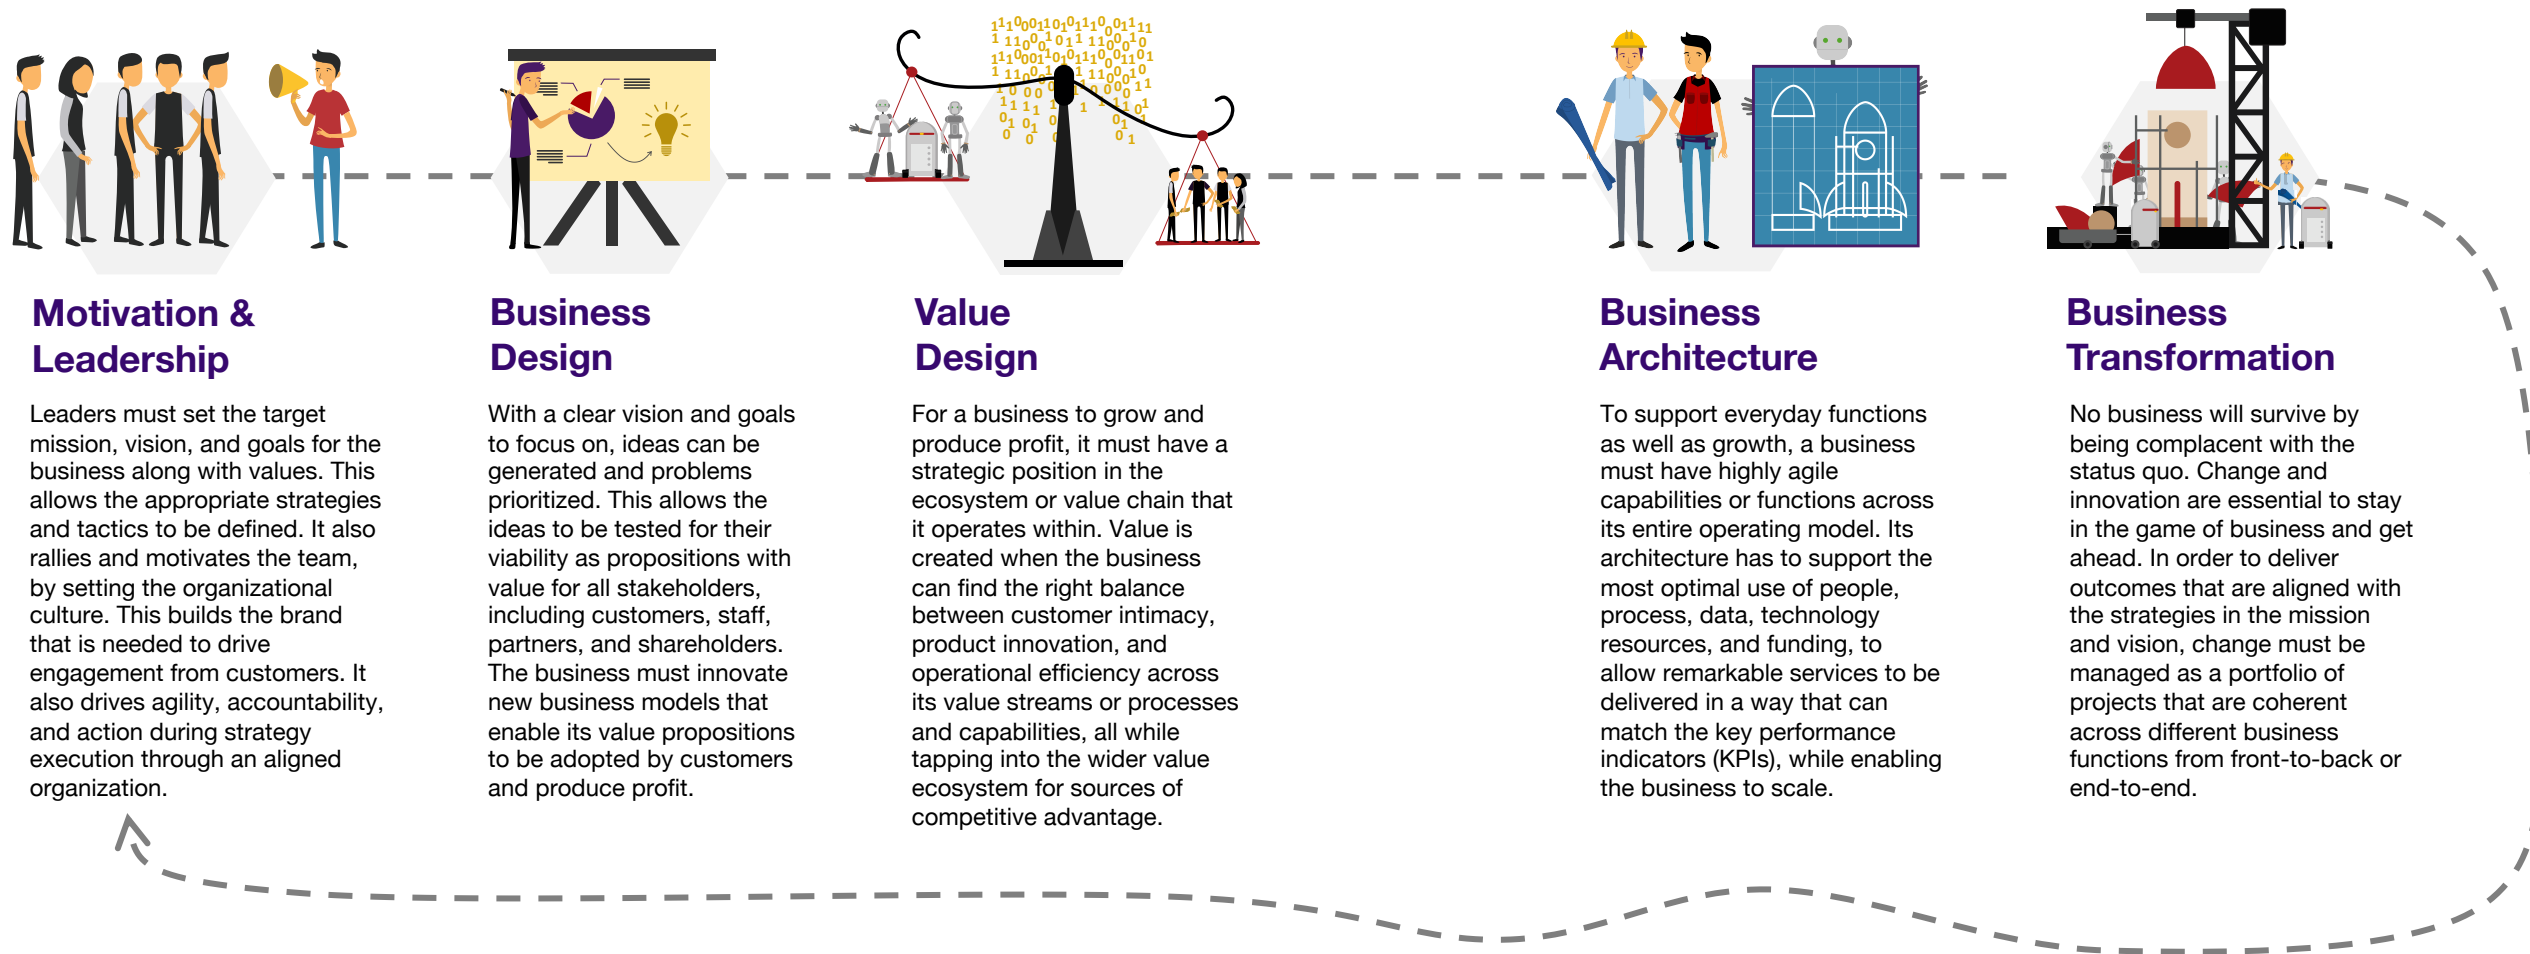 Motivation &
Leadership
Leaders must set the target
mission, vision, and goals for the
business along with values. This
allows the appropriate strategies
and tactics to be defined. It also
rallies and motivates the team,
by setting the organizational
culture. This builds the brand
that is needed to drive
engagement from customers. It
also drives agility, accountability,
and action during strategy
execution through an aligned
organization.
Business
Design
With a clear vision and goals
to focus on, ideas can be
generated and problems
prioritized. This allows the
ideas to be tested for their
viability as propositions with
value for all stakeholders,
including customers, staff,
partners, and shareholders.
The business must innovate
new business models that
enable its value propositions
to be adopted by customers
and produce profit.
Value
Design
For a business to grow and
produce profit, it must have a
strategic position in the
ecosystem or value chain that
it operates within. Value is
created when the business
can find the right balance
between customer intimacy,
product innovation, and
operational efficiency across
its value streams or processes
and capabilities, all while
tapping into the wider value
ecosystem for sources of
competitive advantage.
Business
Architecture
To support everyday functions
as well as growth, a business
must have highly agile
capabilities or functions across
its entire operating model. Its
architecture has to support the
most optimal use of people,
process, data, technology
resources, and funding, to
allow remarkable services to be
delivered in a way that can
match the key performance
indicators (KPIs), while enabling
the business to scale.
Business
Transformation
No business will survive by
being complacent with the
status quo. Change and
innovation are essential to stay
in the game of business and get
ahead. In order to deliver
outcomes that are aligned with
the strategies in the mission
and vision, change must be
managed as a portfolio of
projects that are coherent
across different business
functions from front-to-back or
end-to-end.